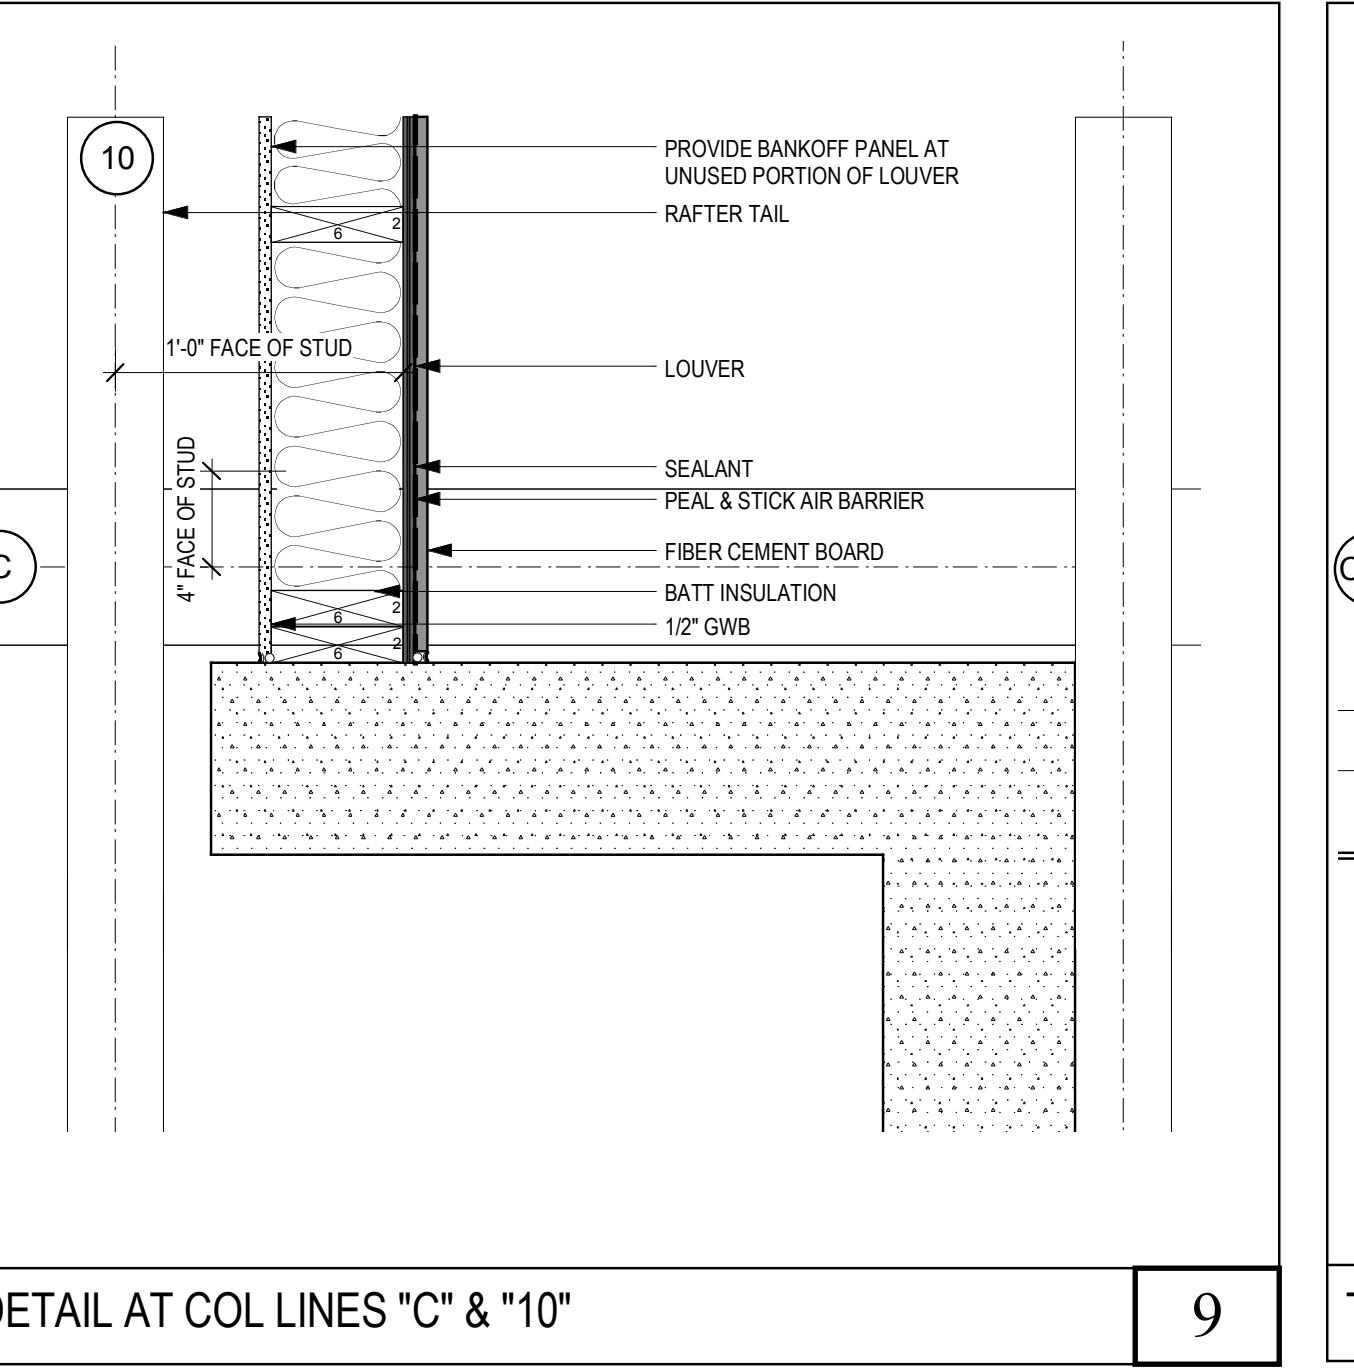 10
PROVIDE BANKOFF PANEL AT
UNUSED PORTION OF LOUVER
RAFTER TAIL
2
6
1'-0" FACE OF STUD
LOUVER
4" FACE OF STUD
SEALANT
PEAL & STICK AIR BARRIER
FIBER CEMENT BOARD
C
BATT INSULATION
2
6
1/2" GWB
2
6
DETAIL AT COL LINES "C" & "10"
9